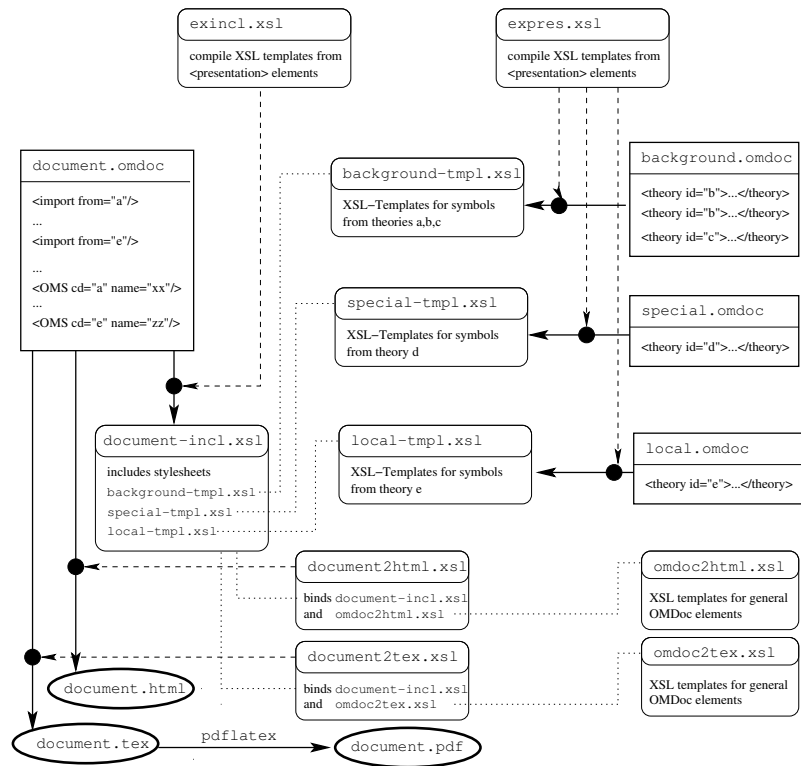 exincl.xsl
compile XSL templates from
<presentation> elements
expres.xsl
compile XSL templates from
<presentation> elements
document.omdoc
<import from="a"/>
...
<import from="e"/>
...
<OMS cd="a" name="xx"/>
...
<OMS cd="e" name="zz"/>
background-tmpl.xsl
XSL–Templates for symbols
from theories a,b,c
background.omdoc
<theory id="b">...</theory>
<theory id="b">...</theory>
<theory id="c">...</theory>
special-tmpl.xsl
XSL–Templates for symbols
from theory d
special.omdoc
<theory id="d">...</theory>
document-incl.xsl
includes stylesheets
background-tmpl.xsl
special-tmpl.xsl
local-tmpl.xsl
local-tmpl.xsl
XSL–Templates for symbols
from theory e
local.omdoc
<theory id="e">...</theory>
document2html.xsl
binds document-incl.xsl
and omdoc2html.xsl
omdoc2html.xsl
XSL templates for general
OMDoc elements
document2tex.xsl
binds document-incl.xsl
and omdoc2tex.xsl
omdoc2tex.xsl
XSL templates for general
OMDoc elements
document.html
document.tex
pdflatex
document.pdf